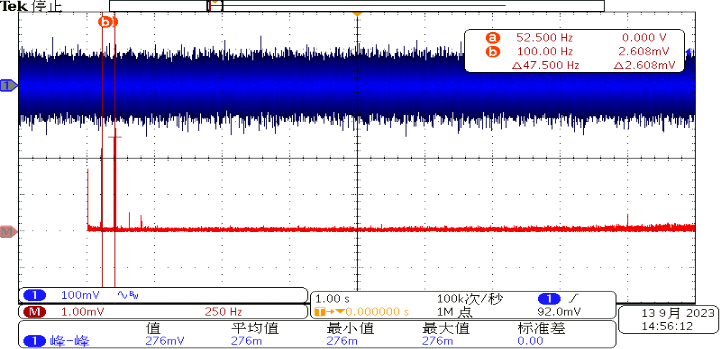 Tek 停止
b
a 52.500 Hz 0.000 V
b 100.00 Hz 2.608mV
Δ47.500 Hz Δ2.608mV
1
M
1 100mV
1.00 s 100k次/秒 1
M 1.00mV 250 Hz
T→▼0.000000 s 1M 点 92.0mV
13 9月 2023
14:56:12
值 平均值 最小值 最大值 标准差
1 峰-峰 276mV 276m 276m 276m 0.00